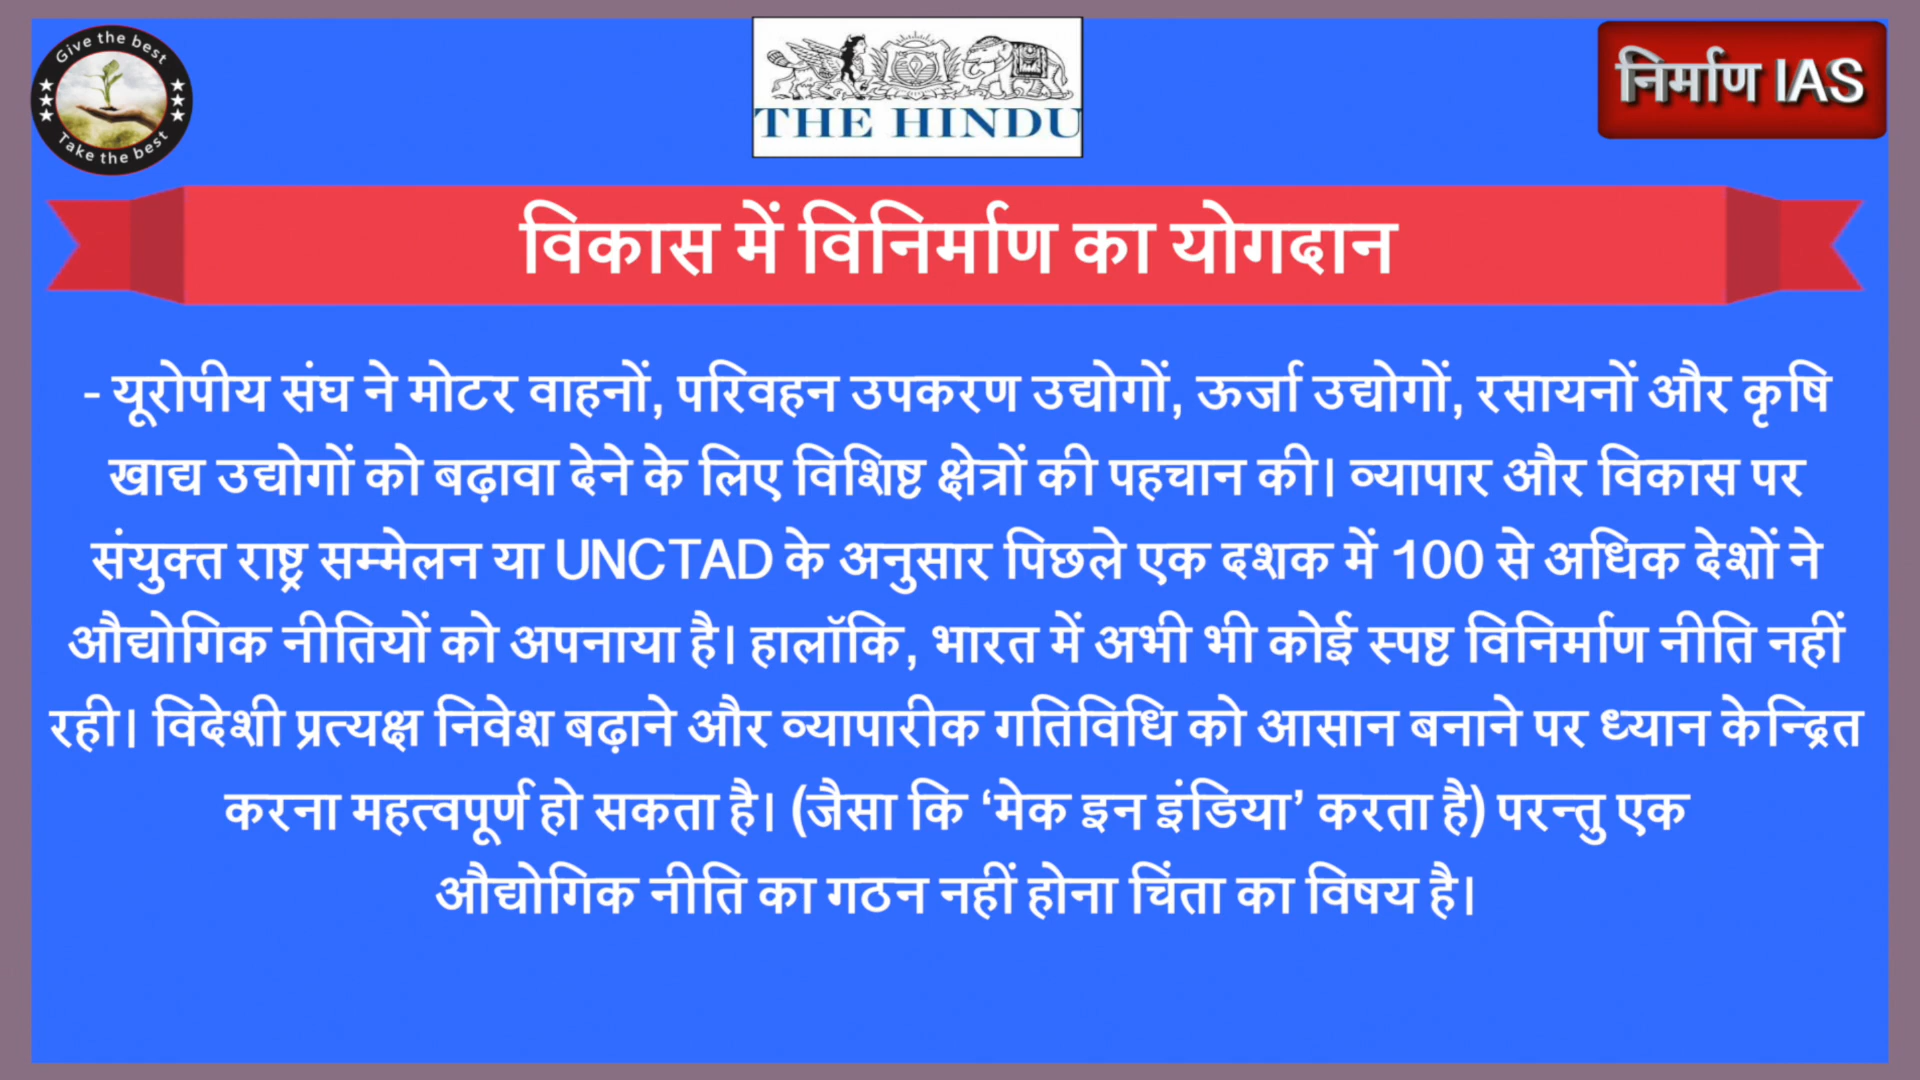 Give the best
Take the best
THE HINDU
निर्माण IAS
विकास में विनिर्माण का योगदान
- यूरोपीय संघ ने मोटर वाहनों, परिवहन उपकरण उद्योगों, ऊर्जा उद्योगों, रसायनों और कृषि
खाद्य उद्योगों को बढ़ावा देने के लिए विशिष्ट क्षेत्रों की पहचान की। व्यापार और विकास पर
संयुक्त राष्ट्र सम्मेलन या UNCTAD के अनुसार पिछले एक दशक में 100 से अधिक देशों ने
औद्योगिक नीतियों को अपनाया है। हालॉकि, भारत में अभी भी कोई स्पष्ट विनिर्माण नीति नहीं
रही। विदेशी प्रत्यक्ष निवेश बढ़ाने और व्यापारीक गतिविधि को आसान बनाने पर ध्यान केन्द्रित
करना महत्वपूर्ण हो सकता है। (जैसा कि ‘मेक इन इंडिया’ करता है) परन्तु एक
औद्योगिक नीति का गठन नहीं होना चिंता का विषय है।